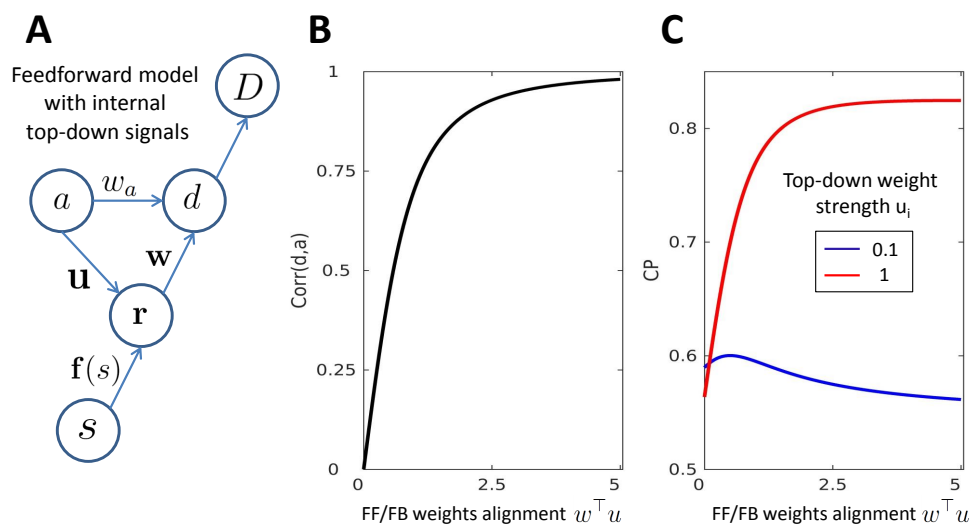 A
Feedforward model
with internal
top-down signals
D
a
w_a
d
u
w
r
f(s)
s
B
1
0.75
0.5
0.25
0
Corr(d,a)
0
2.5
5
FF/FB weights alignment w^⊤ u
C
0.8
0.7
0.6
0.5
CP
Top-down weight
strength u_i
0.1
1
0
2.5
5
FF/FB weights alignment w^⊤ u